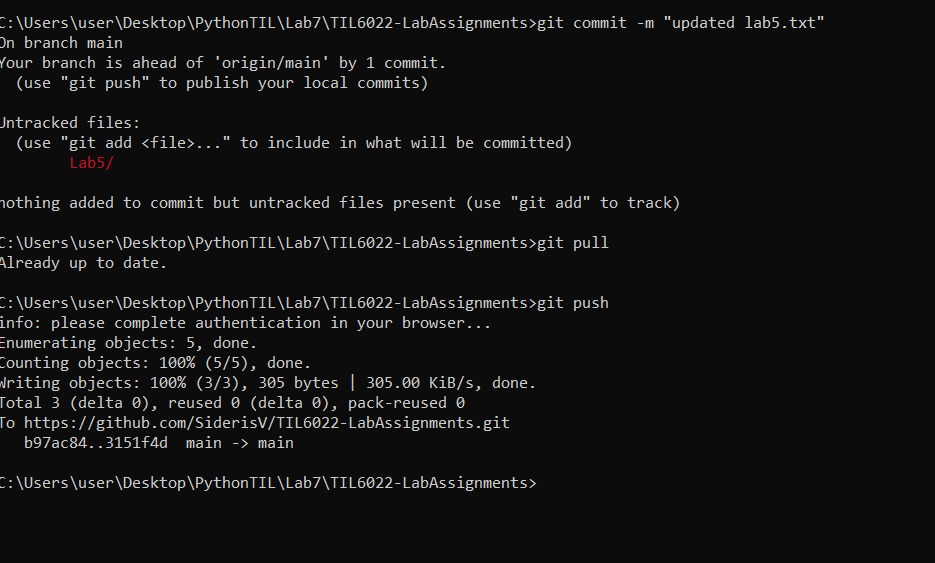 C:\Users\user\Desktop\PythonTIL\Lab7\TIL6022-LabAssignments>git commit -m "updated lab5.txt"
On branch main
Your branch is ahead of 'origin/main' by 1 commit.
  (use "git push" to publish your local commits)

Untracked files:
  (use "git add <file>..." to include in what will be committed)
        Lab5/

nothing added to commit but untracked files present (use "git add" to track)

C:\Users\user\Desktop\PythonTIL\Lab7\TIL6022-LabAssignments>git pull
Already up to date.

C:\Users\user\Desktop\PythonTIL\Lab7\TIL6022-LabAssignments>git push
info: please complete authentication in your browser...
Enumerating objects: 5, done.
Counting objects: 100% (5/5), done.
Writing objects: 100% (3/3), 305 bytes | 305.00 KiB/s, done.
Total 3 (delta 0), reused 0 (delta 0), pack-reused 0
To https://github.com/SiderisV/TIL6022-LabAssignments.git
   b97ac84..3151f4d  main -> main

C:\Users\user\Desktop\PythonTIL\Lab7\TIL6022-LabAssignments>